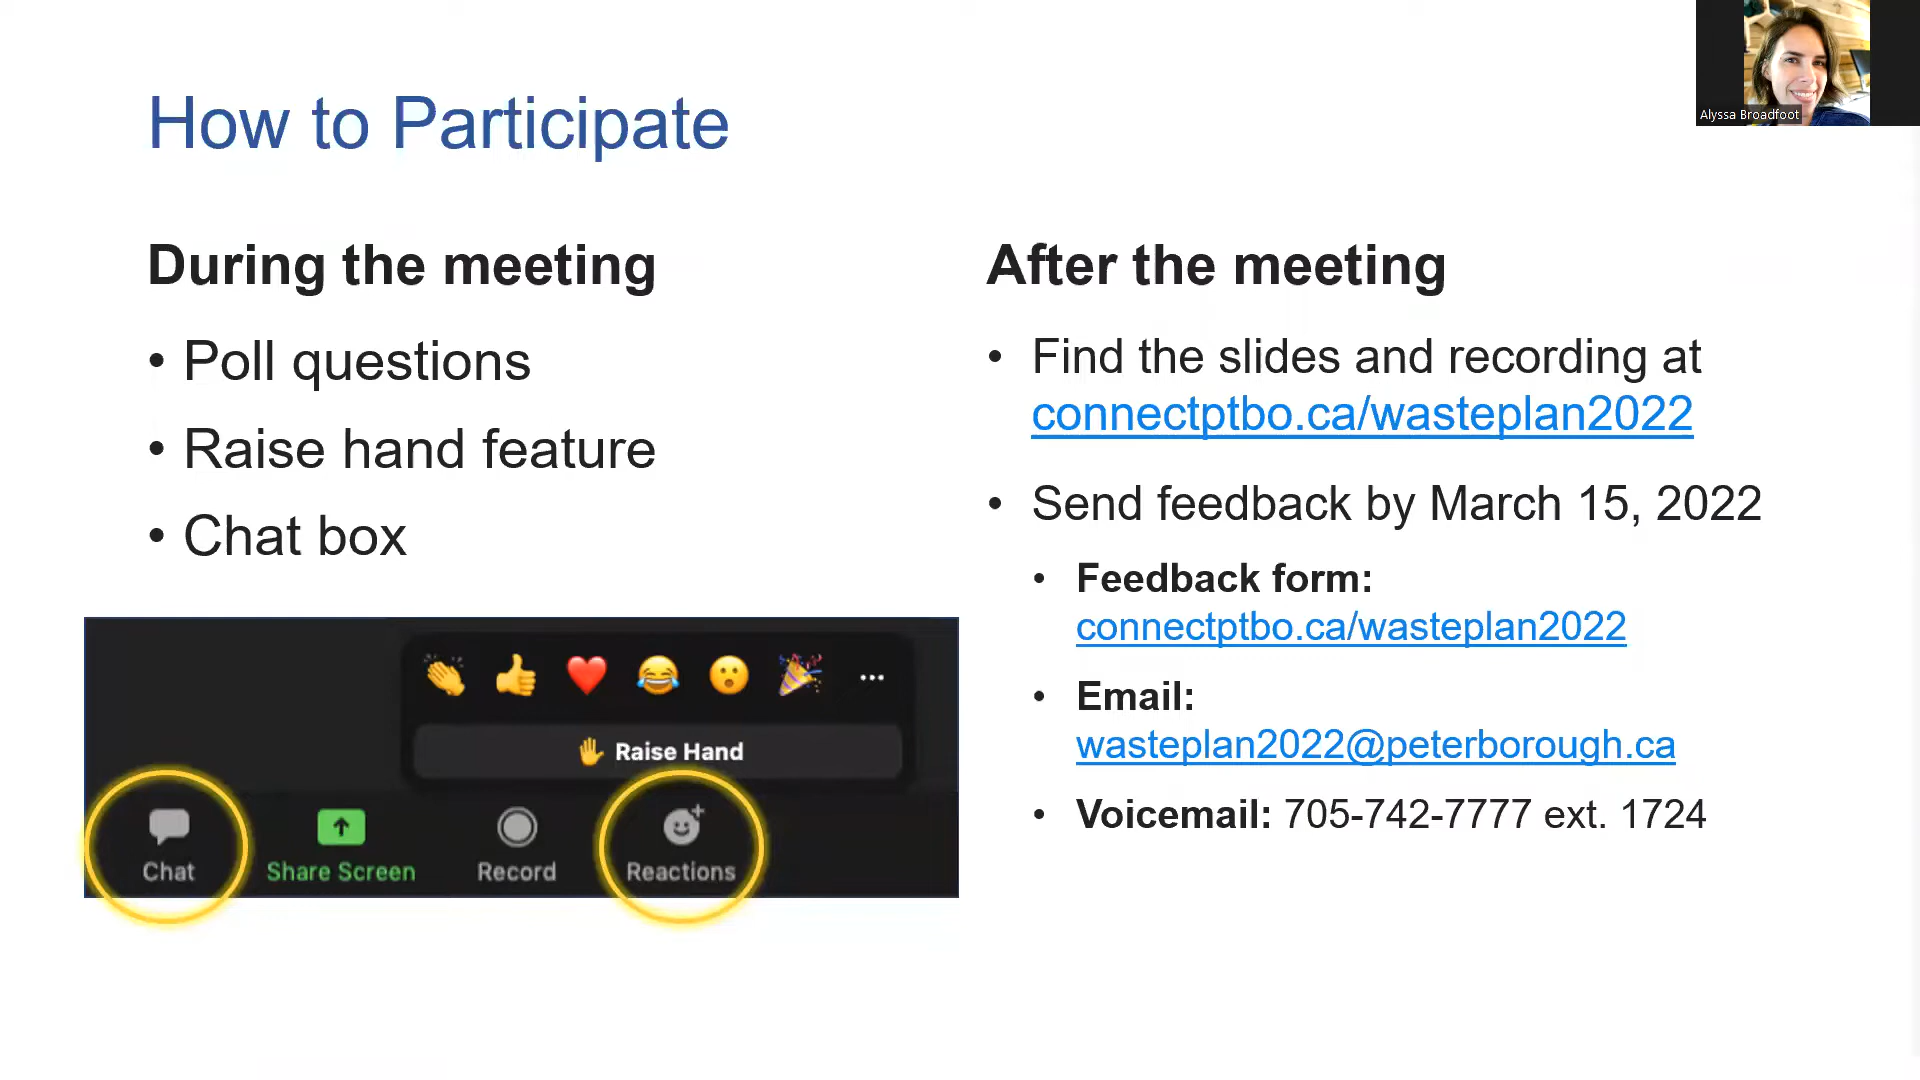 Alyssa Broadfoot
How to Participate
During the meeting
• Poll questions
• Raise hand feature
• Chat box
Raise Hand
Chat
Share Screen
Record
Reactions
After the meeting
• Find the slides and recording at
connectptbo.ca/wasteplan2022
• Send feedback by March 15, 2022
• Feedback form:
connectptbo.ca/wasteplan2022
• Email:
wasteplan2022@peterborough.ca
• Voicemail: 705-742-7777 ext. 1724